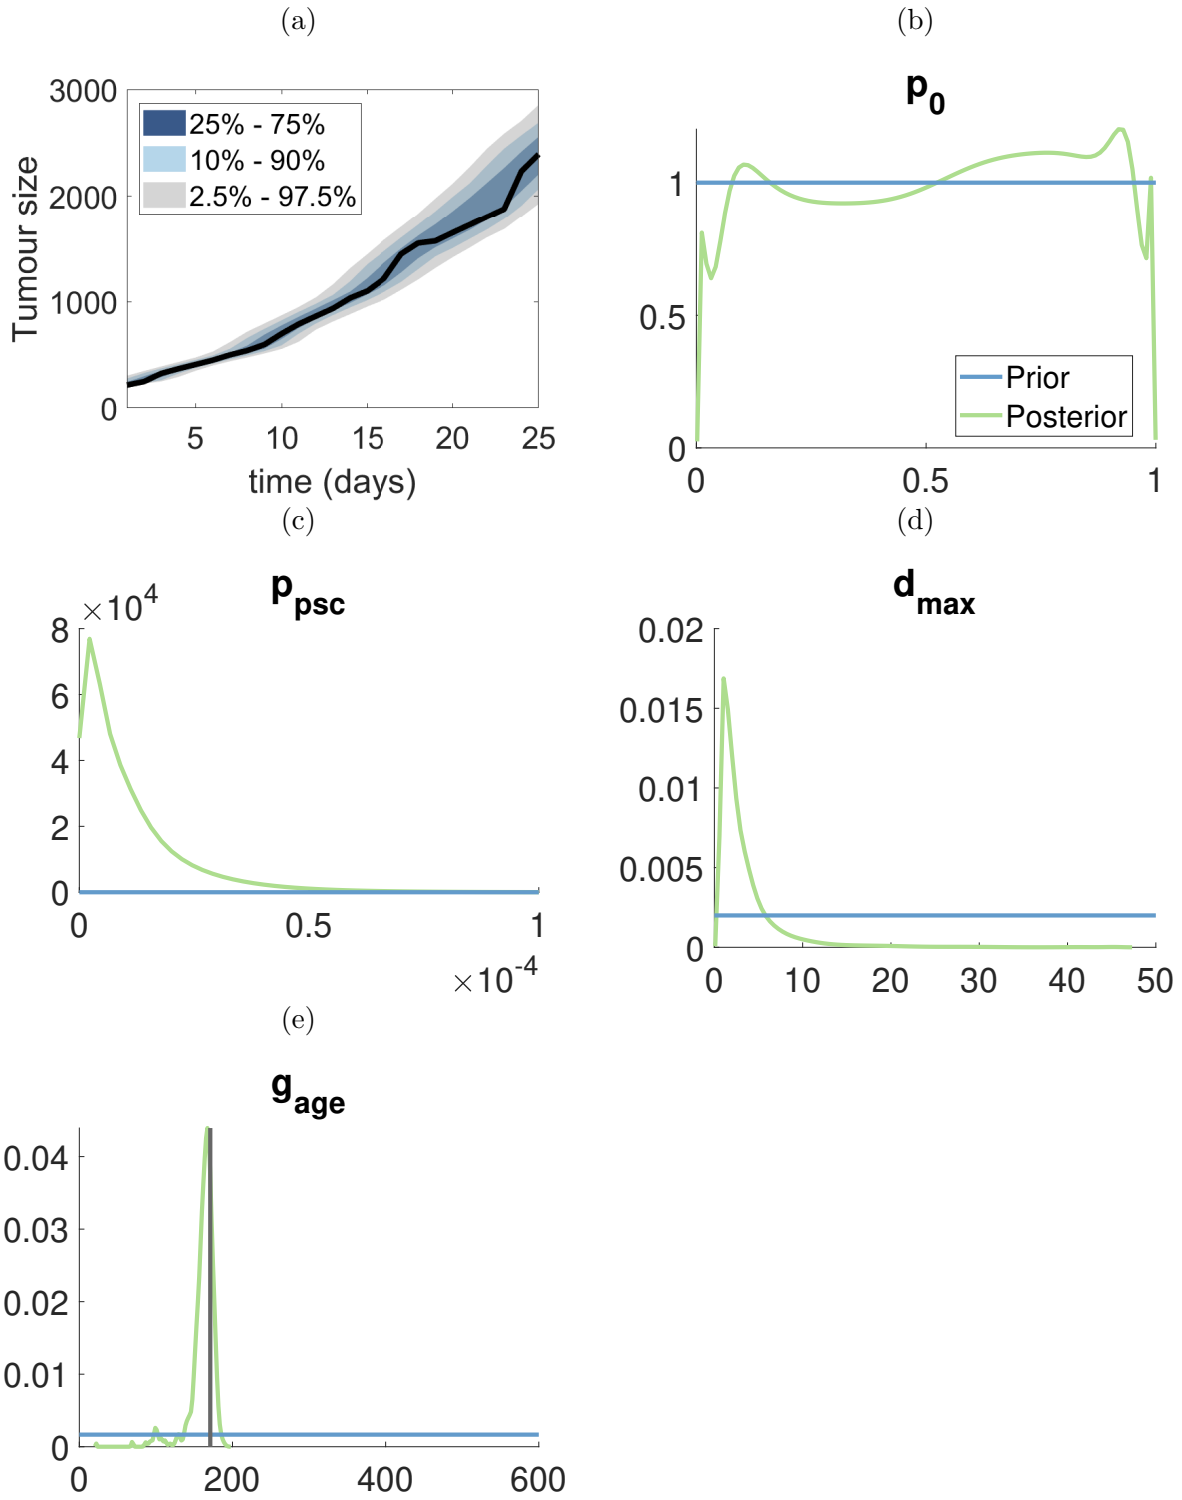 (a)
3000
2000
1000
0
Tumour size
25% - 75%
10% - 90%
2.5% - 97.5%
5 10 15 20 25
time (days)
(b)
p0
1
0.5
0
Prior
Posterior
0 0.5 1
(c)
ppsc
×10^4
8
6
4
2
0
0 0.5 1
×10^-4
(d)
dmax
0.02
0.015
0.01
0.005
0
0 10 20 30 40 50
(e)
gage
0.04
0.03
0.02
0.01
0
0 200 400 600